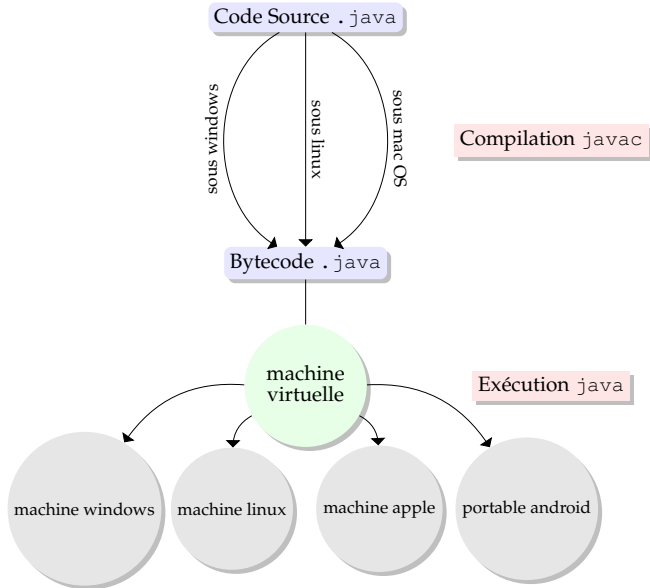 Code Source .java
sous windows
sous linux
sous mac OS
Compilation javac
Bytecode .java
machine
virtuelle
Exécution java
machine windows
machine linux
machine apple
portable android